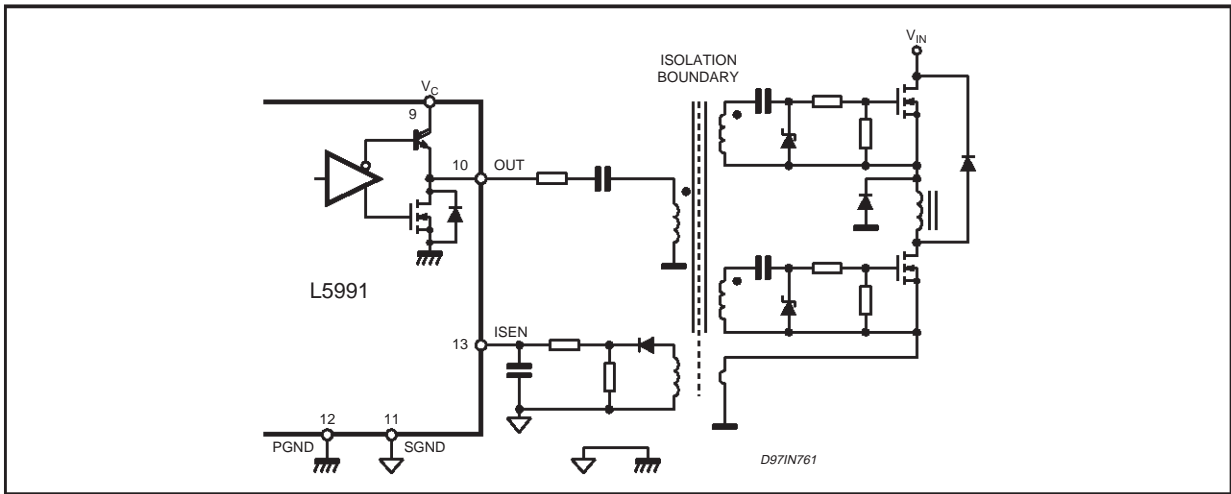 V_IN
ISOLATION
BOUNDARY
V_C
9
10
OUT
L5991
13
ISEN
12
11
PGND
SGND
D97IN761